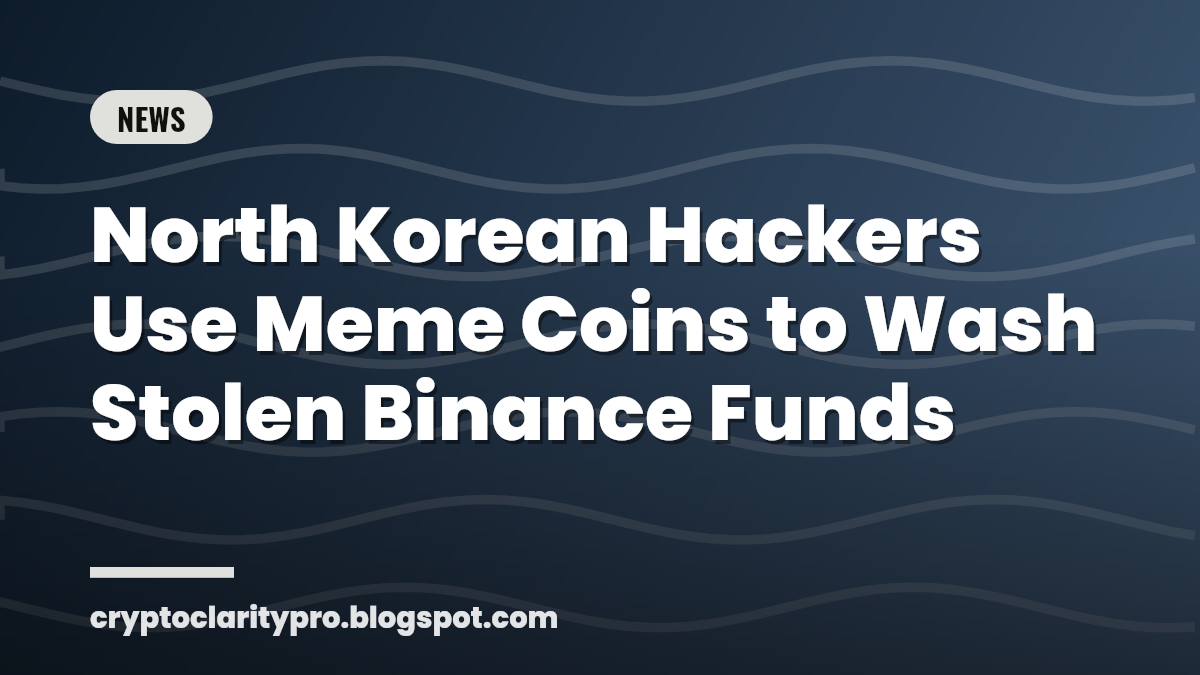 NEWS
North Korean Hackers
Use Meme Coins to Wash
Stolen Binance Funds
cryptoclaritypro.blogspot.com